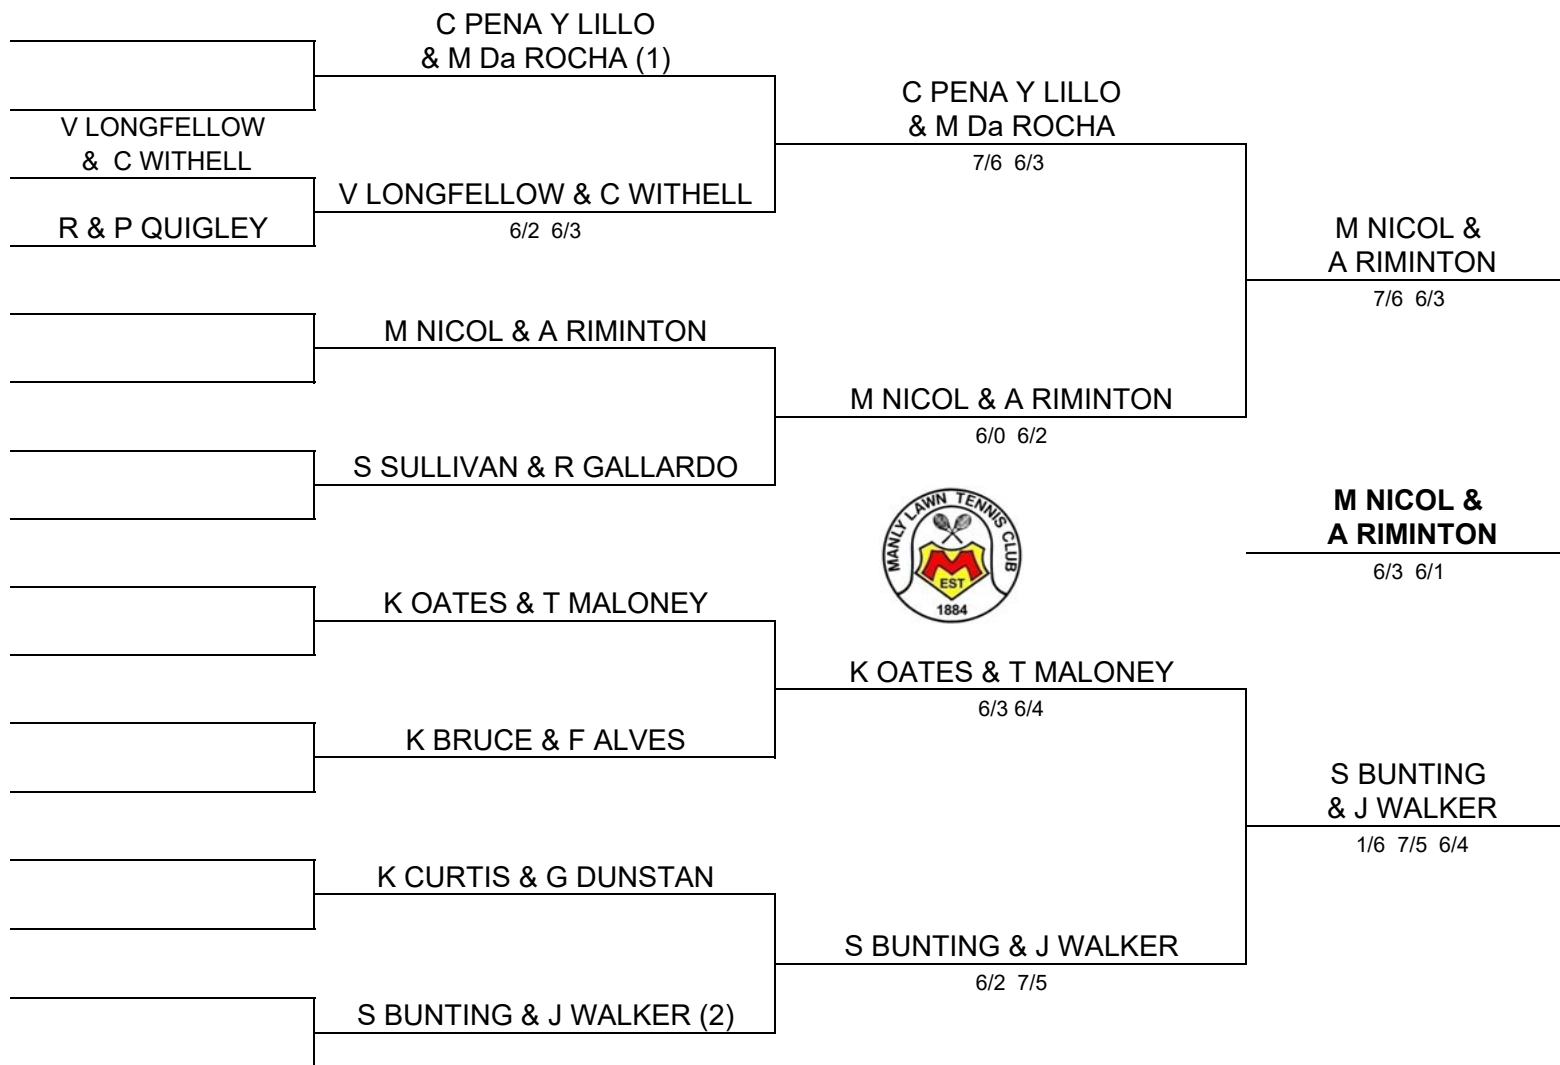 V LONGFELLOW
&  C WITHELL
R & P QUIGLEY
C PENA Y LILLO
& M Da ROCHA (1)
V LONGFELLOW & C WITHELL
6/2  6/3
M NICOL & A RIMINTON
S SULLIVAN & R GALLARDO
K OATES & T MALONEY
K BRUCE & F ALVES
K CURTIS & G DUNSTAN
S BUNTING & J WALKER (2)
C PENA Y LILLO
& M Da ROCHA
7/6  6/3
M NICOL & A RIMINTON
6/0  6/2
MANLY LAWN TENNIS CLUB
M
EST
1884
K OATES & T MALONEY
6/3 6/4
S BUNTING & J WALKER
6/2  7/5
M NICOL &
A RIMINTON
7/6  6/3
M NICOL &
A RIMINTON
6/3  6/1
S BUNTING
& J WALKER
1/6  7/5  6/4